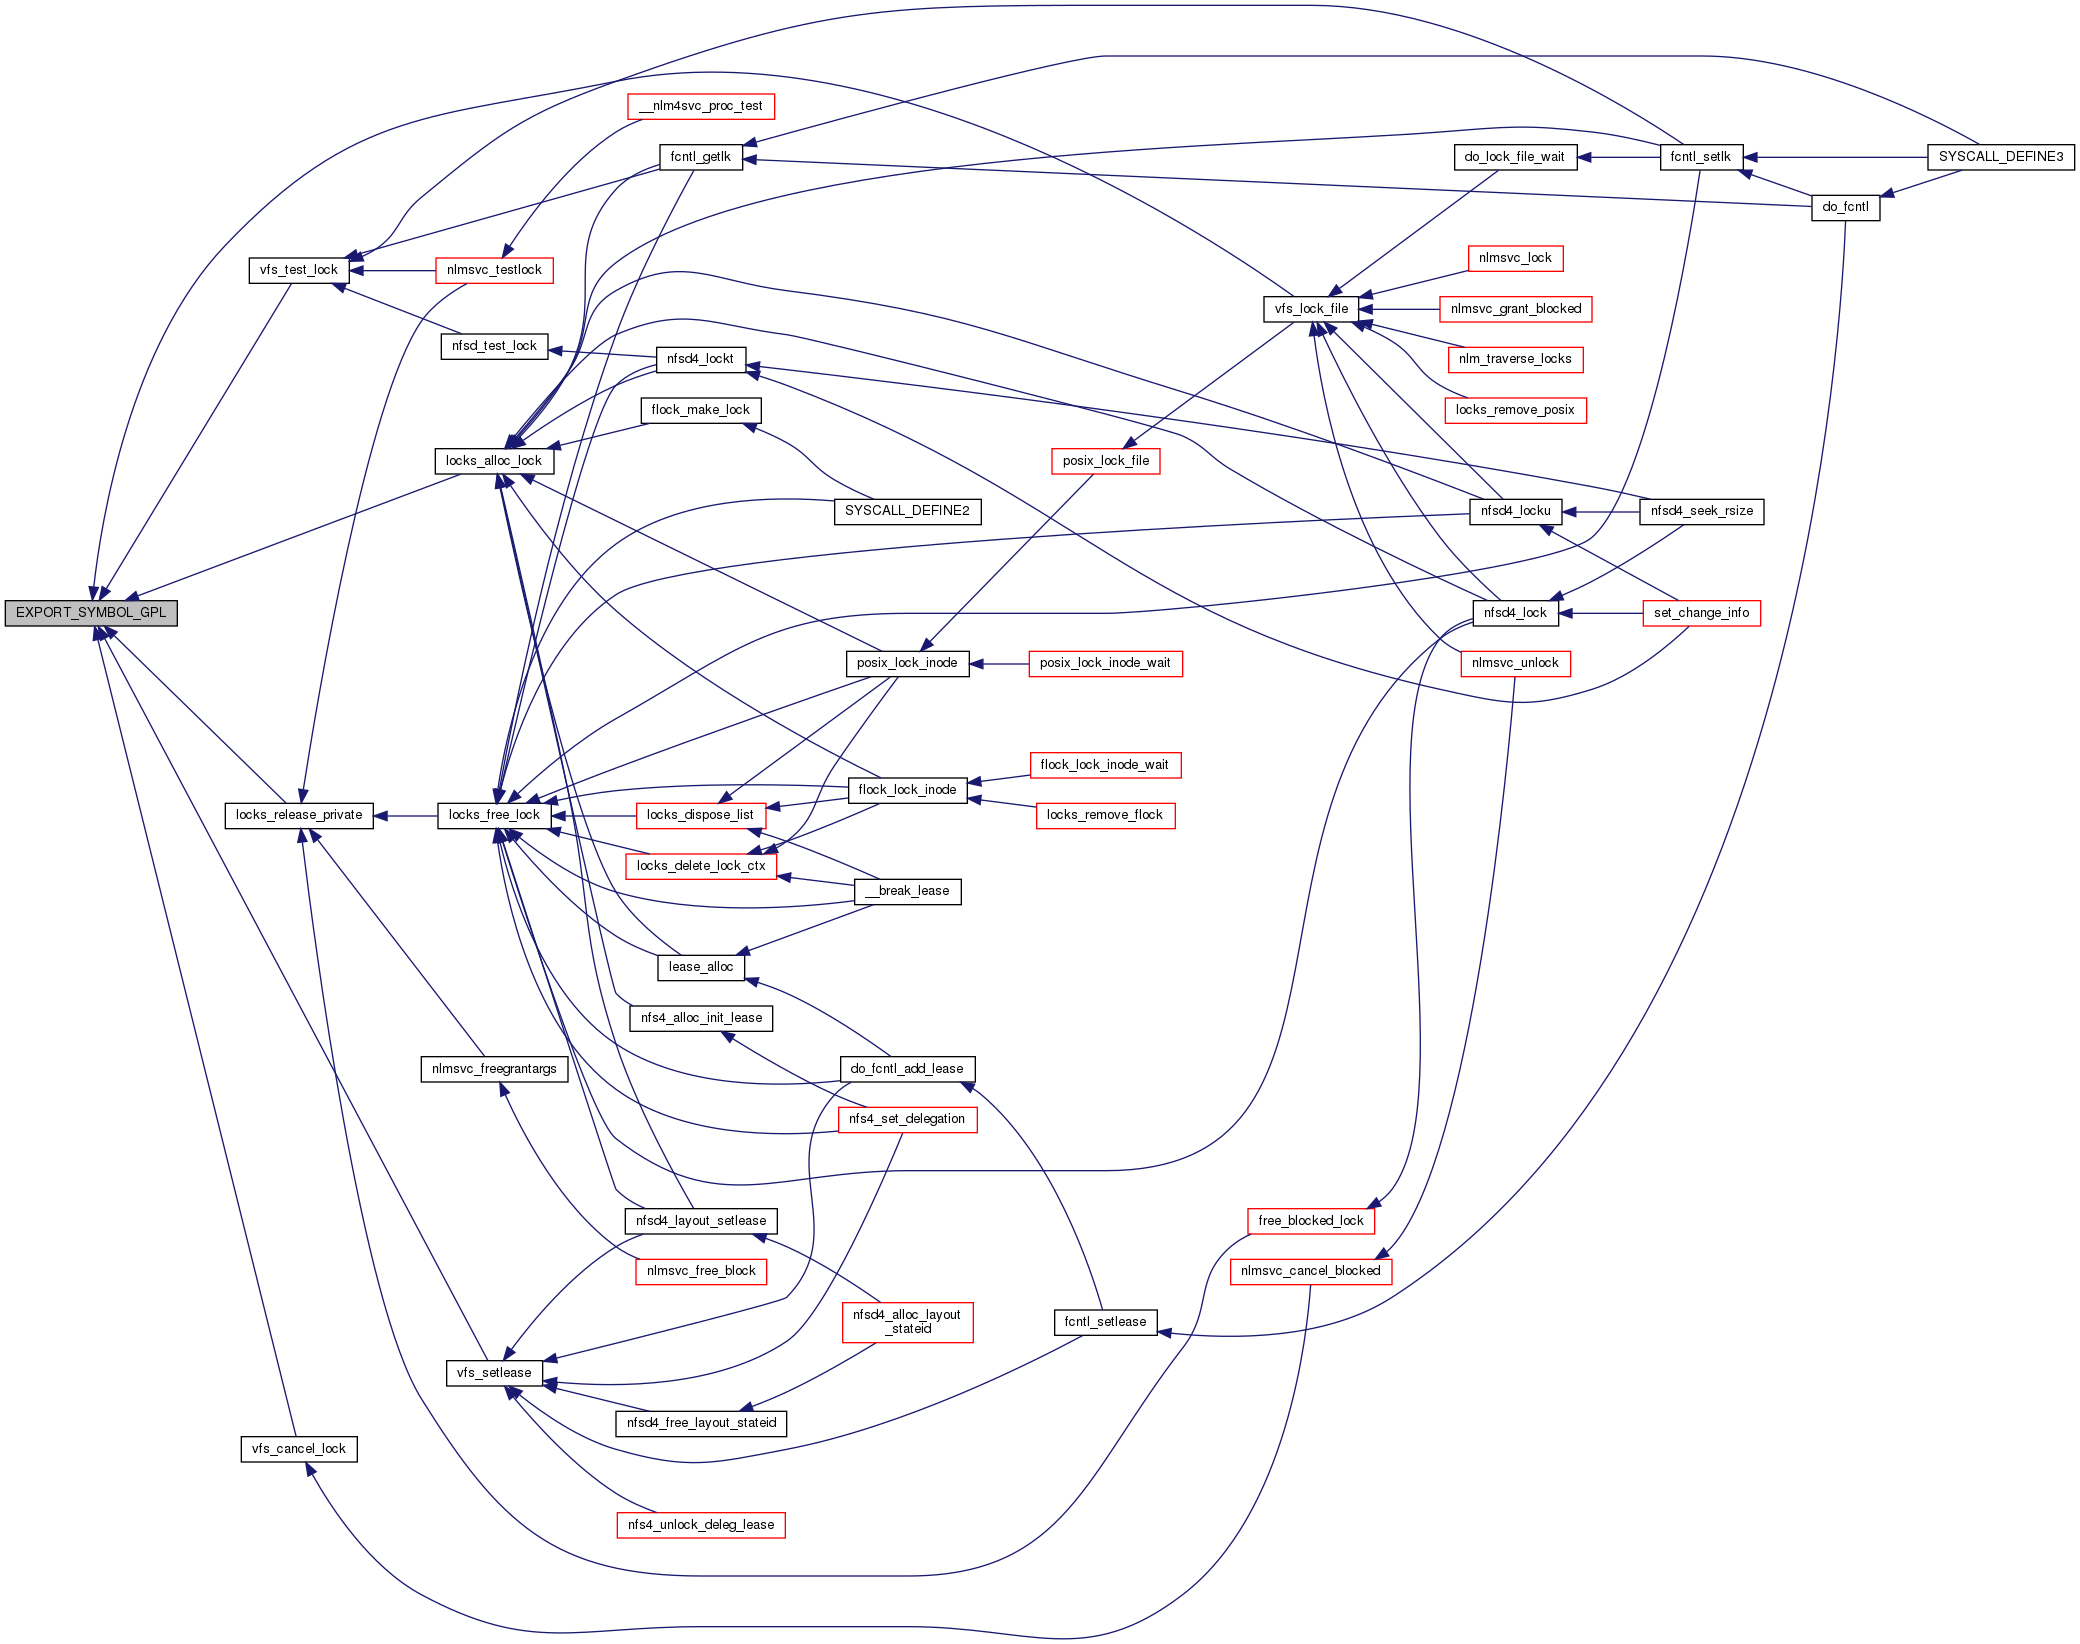 __nlm4svc_proc_test
fcntl_getlk
do_lock_file_wait
fcntl_setlk
SYSCALL_DEFINE3
do_fcntl
vfs_test_lock
nlmsvc_testlock
nlmsvc_lock
vfs_lock_file
nlmsvc_grant_blocked
nfsd_test_lock
nfsd4_lockt
nlm_traverse_locks
flock_make_lock
locks_remove_posix
locks_alloc_lock
posix_lock_file
SYSCALL_DEFINE2
nfsd4_locku
nfsd4_seek_rsize
EXPORT_SYMBOL_GPL
nfsd4_lock
set_change_info
posix_lock_inode
posix_lock_inode_wait
nlmsvc_unlock
flock_lock_inode_wait
flock_lock_inode
locks_release_private
locks_free_lock
locks_dispose_list
locks_remove_flock
locks_delete_lock_ctx
__break_lease
lease_alloc
nfs4_alloc_init_lease
nlmsvc_freegrantargs
do_fcntl_add_lease
nfs4_set_delegation
nfsd4_layout_setlease
free_blocked_lock
nlmsvc_free_block
nlmsvc_cancel_blocked
nfsd4_alloc_layout
_stateid
fcntl_setlease
vfs_setlease
nfsd4_free_layout_stateid
vfs_cancel_lock
nfs4_unlock_deleg_lease